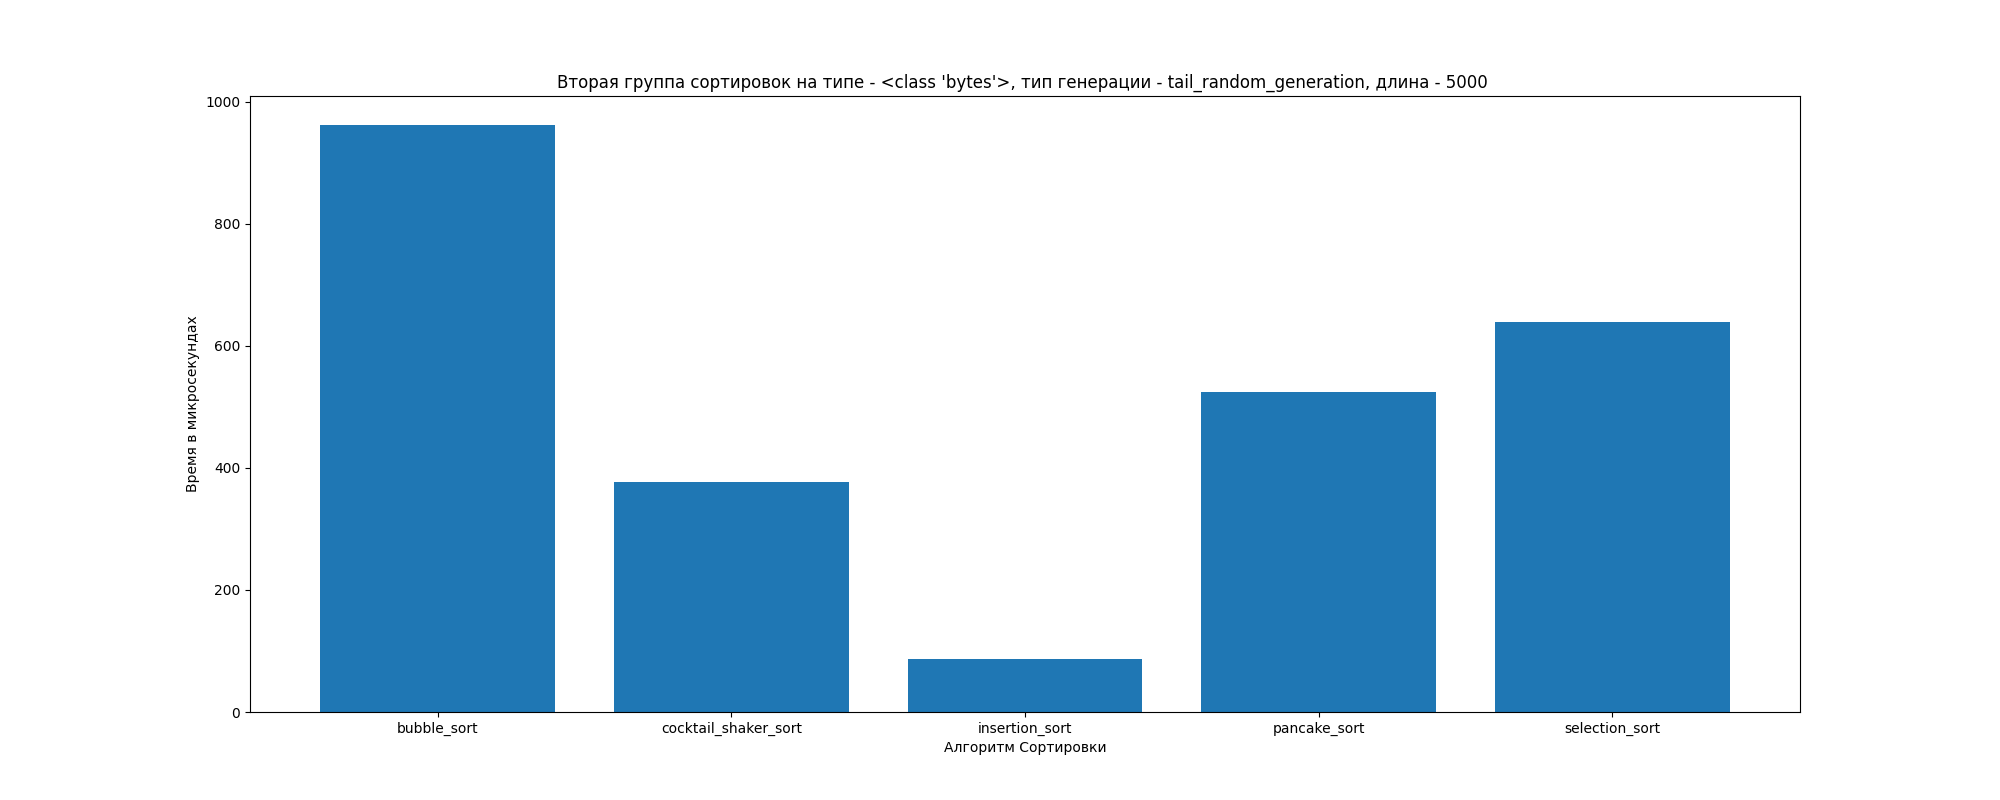 Вторая группа сортировок на типе - <class 'bytes'>, тип генерации - tail_random_generation, длина - 5000
1000
800
600
400
200
0
Время в микросекундах
bubble_sort cocktail_shaker_sort insertion_sort pancake_sort selection_sort
Алгоритм Сортировки